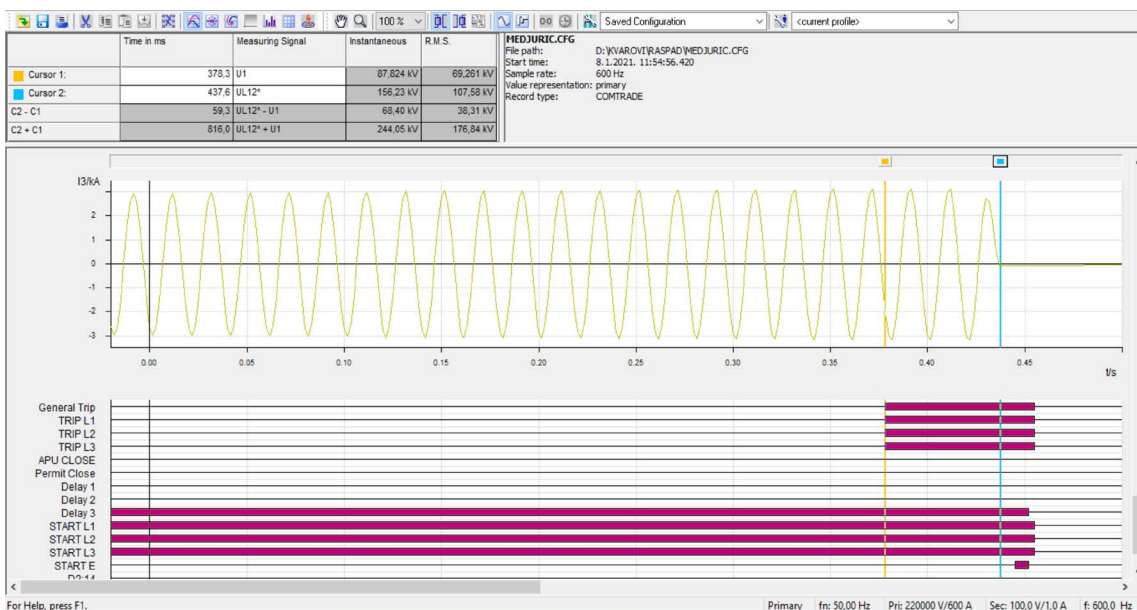 100 %
Saved Configuration
<current profile>
Time in ms Measuring Signal Instantaneous R.M.S.
Cursor 1: 378,3 U1 87,824 kV 69,261 kV
Cursor 2: 437,6 UL12* 156,23 kV 107,58 kV
C2 - C1 59,3 UL12* - U1 68,40 kV 38,31 kV
C2 + C1 816,0 UL12* + U1 244,05 kV 176,84 kV
MEDJURIC.CFG
File path: D:\KVAROVI\RASPAD\MEDJURIC.CFG
Start time: 8.1.2021. 11:54:56.420
Sample rate: 600 Hz
Value representation: primary
Record type: COMTRADE
I3/kA
2
1
0
-1
-2
-3
0.00 0.05 0.10 0.15 0.20 0.25 0.30 0.35 0.40 0.45
t/s
General Trip
TRIP L1
TRIP L2
TRIP L3
APU CLOSE
Permit Close
Delay 1
Delay 2
Delay 3
START L1
START L2
START L3
START E
For Help, press F1. Primary fn: 50,00 Hz Pri: 220000 V/600 A Sec: 100,0 V/1,0 A f: 600,0 Hz